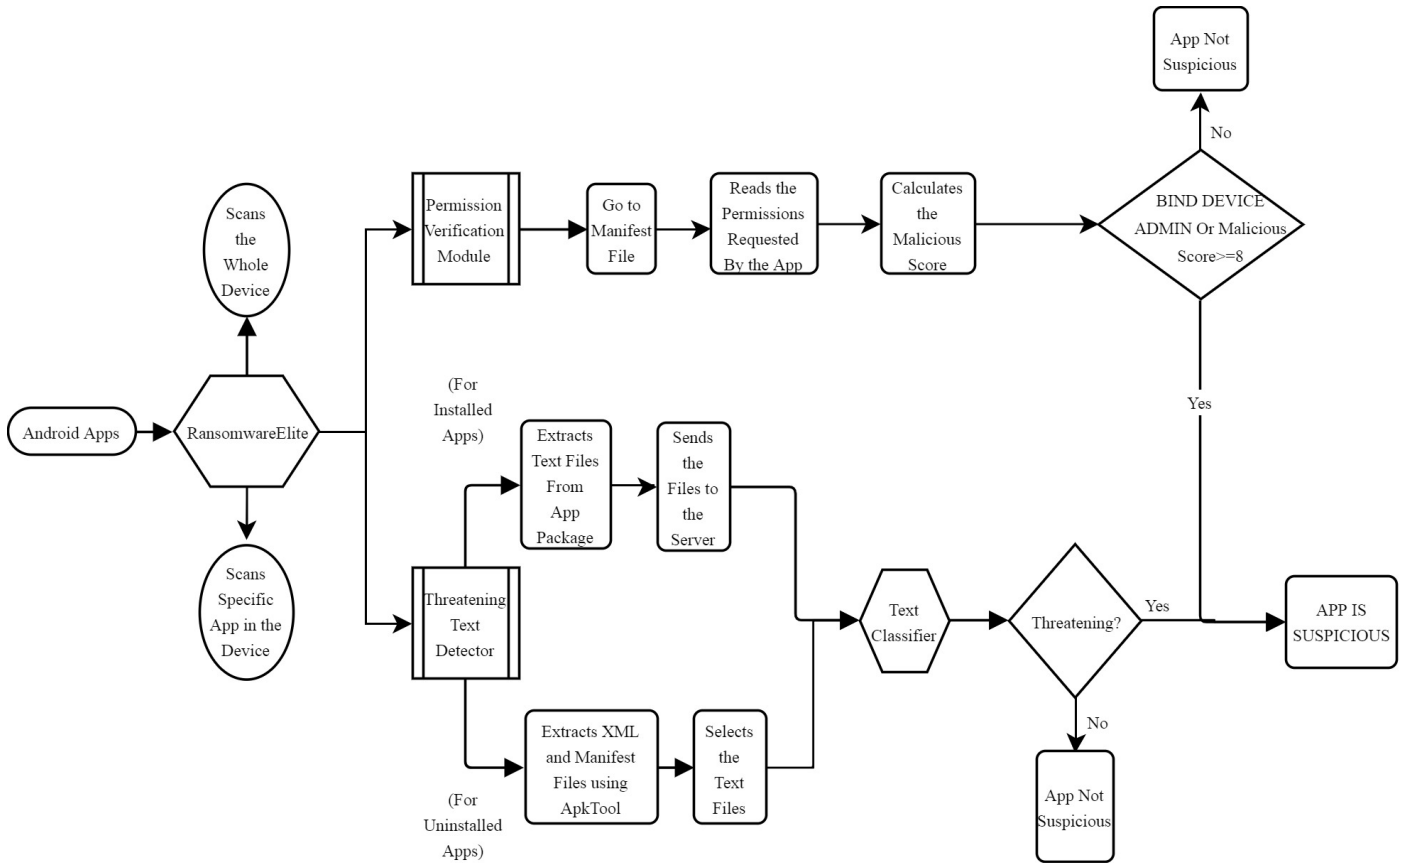 Android Apps
RansomwareElite
Scans
the
Whole
Device
Scans
Specific
App in the
Device
Permission
Verification
Module
Go to
Manifest
File
Reads the
Permissions
Requested
By the App
Calculates
the
Malicious
Score
BIND DEVICE
ADMIN Or Malicious
Score>=8
No
App Not
Suspicious
Yes
(For
Installed
Apps)
Extracts
Text Files
From
App
Package
Sends
the
Files to
the
Server
Threatening
Text
Detector
(For
Uninstalled
Apps)
Extracts XML
and Manifest
Files using
ApkTool
Selects
the
Text
Files
Text
Classifier
Threatening?
Yes
No
App Not
Suspicious
APP IS
SUSPICIOUS